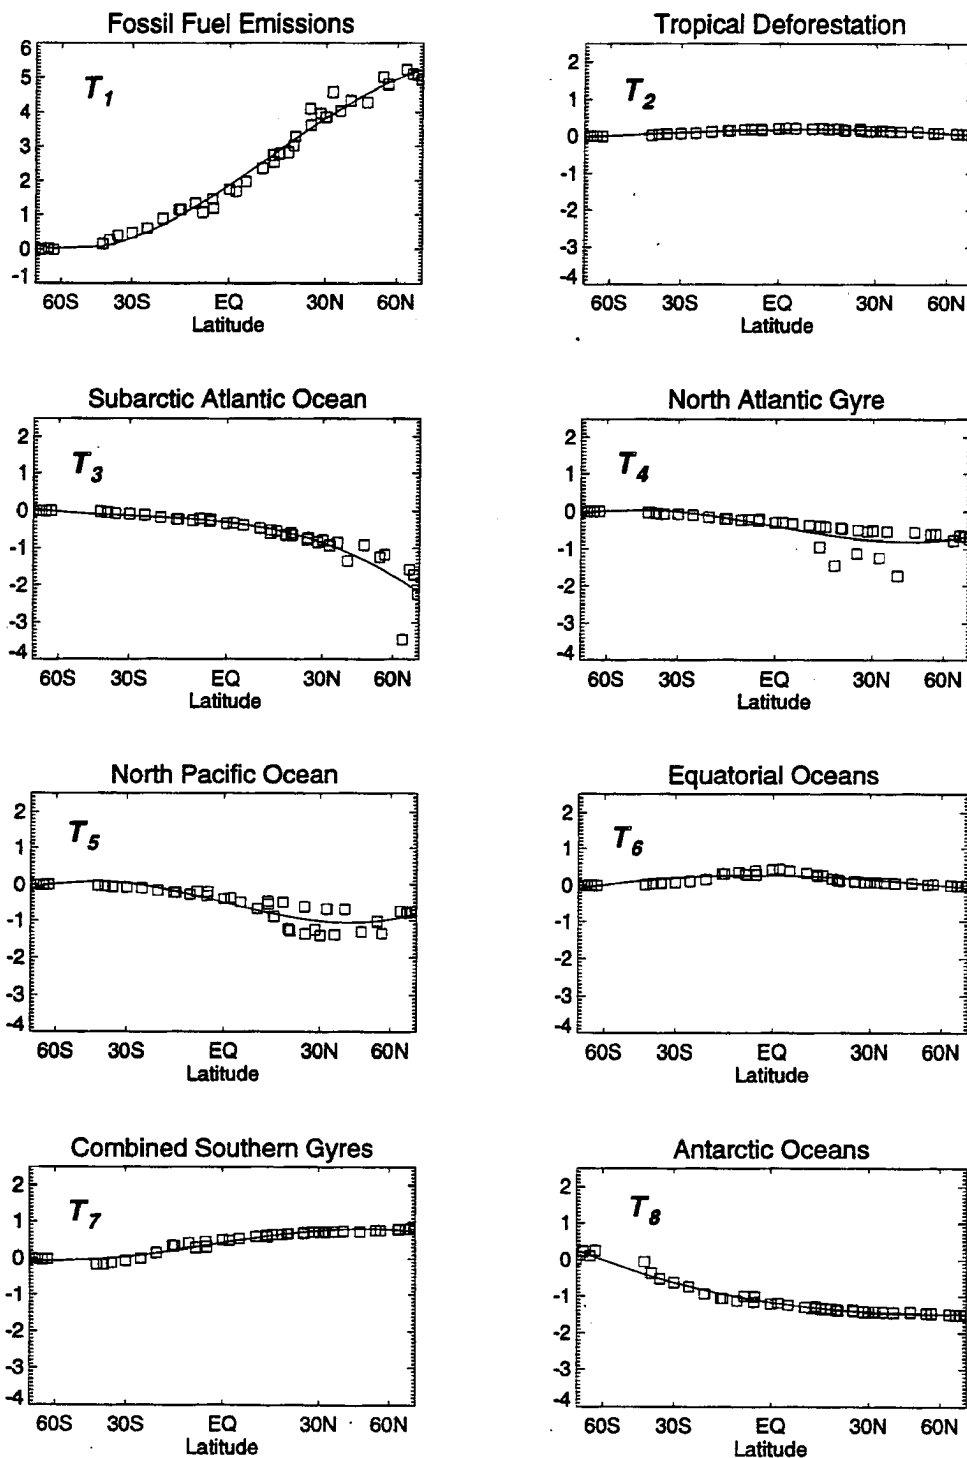 Fossil Fuel Emissions
6
5
4
3
2
1
0
-1
T1
60S 30S EQ 30N 60N
Latitude
Tropical Deforestation
2
1
0
-1
-2
-3
-4
T2
60S 30S EQ 30N 60N
Latitude
Subarctic Atlantic Ocean
2
1
0
-1
-2
-3
-4
T3
60S 30S EQ 30N 60N
Latitude
North Atlantic Gyre
2
1
0
-1
-2
-3
-4
T4
60S 30S EQ 30N 60N
Latitude
North Pacific Ocean
2
1
0
-1
-2
-3
-4
T5
60S 30S EQ 30N 60N
Latitude
Equatorial Oceans
2
1
0
-1
-2
-3
-4
T6
60S 30S EQ 30N 60N
Latitude
Combined Southern Gyres
2
1
0
-1
-2
-3
-4
T7
60S 30S EQ 30N 60N
Latitude
Antarctic Oceans
2
1
0
-1
-2
-3
-4
T8
60S 30S EQ 30N 60N
Latitude